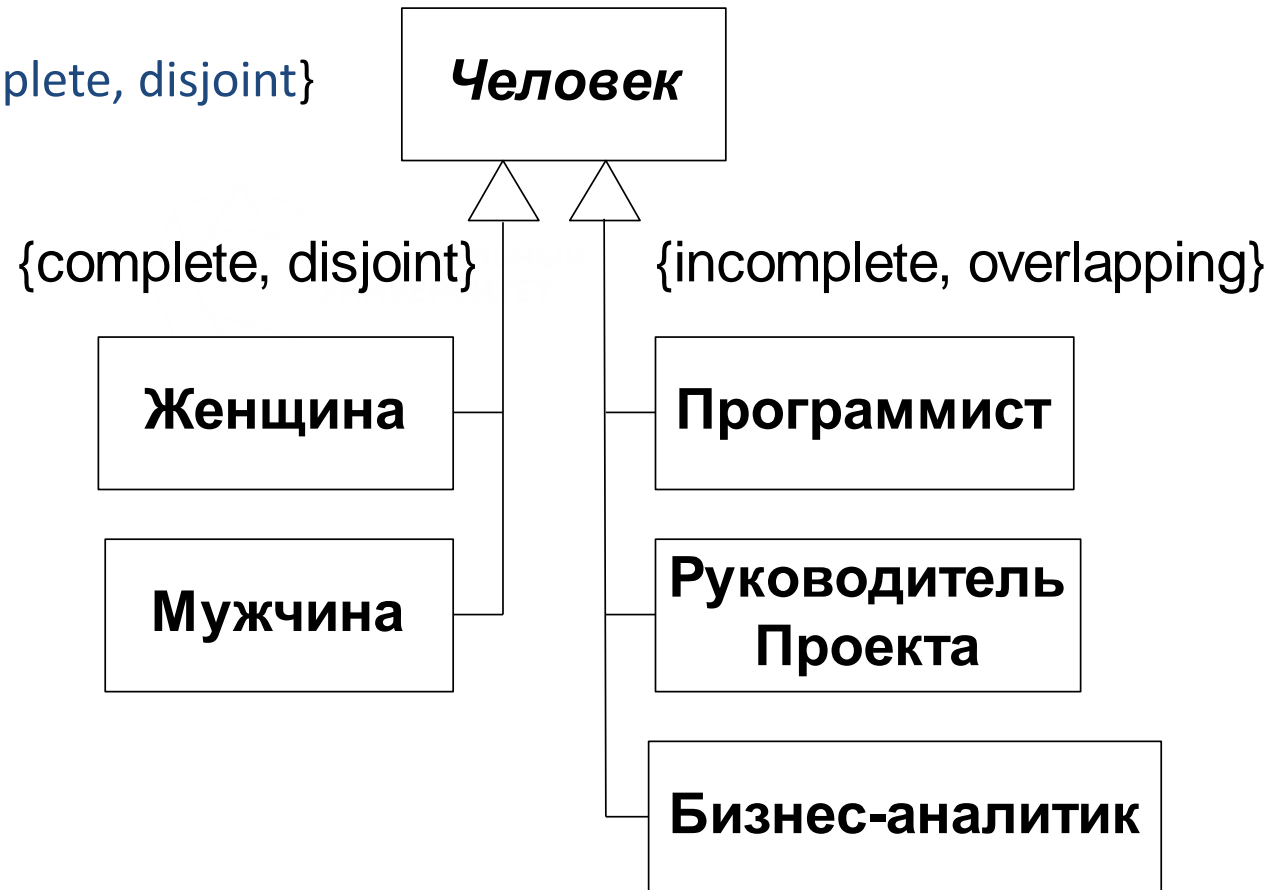 plete, disjoint}
Человек
{complete, disjoint}
{incomplete, overlapping}
Женщина
Программист
Мужчина
Руководитель
Проекта
Бизнес-аналитик